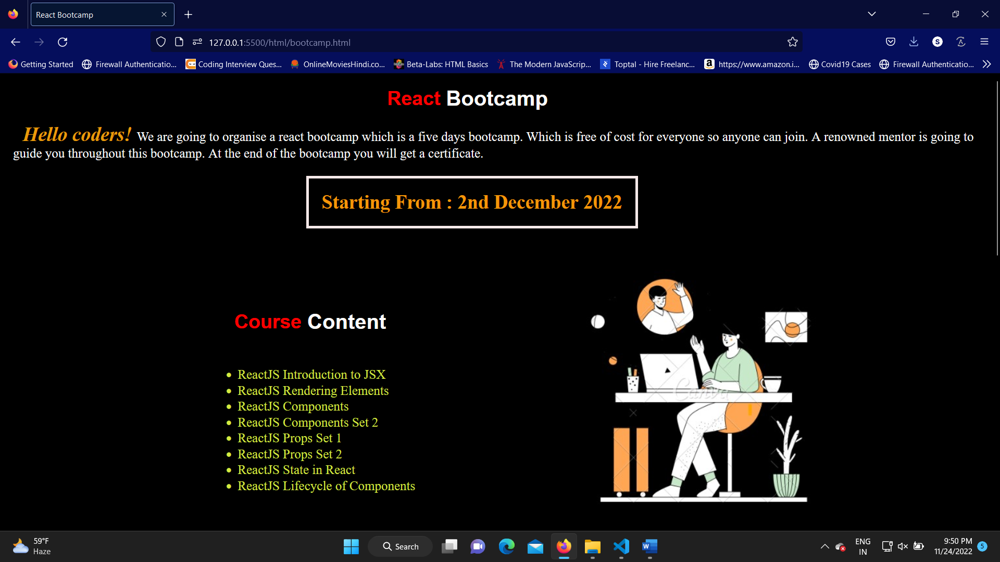 React Bootcamp
127.0.0.1:5500/html/bootcamp.html
S
Getting Started
Firewall Authenticatio...
Coding Interview Ques...
OnlineMoviesHindi.co...
Beta-Labs: HTML Basics
The Modern JavaScrip...
Toptal - Hire Freelanc...
https://www.amazon.i...
Covid19 Cases
Firewall Authenticatio...
React Bootcamp
Hello coders! We are going to organise a react bootcamp which is a five days bootcamp. Which is free of cost for everyone so anyone can join. A renowned mentor is going to
guide you throughout this bootcamp. At the end of the bootcamp you will get a certificate.
Starting From : 2nd December 2022
Course Content
ReactJS Introduction to JSX
ReactJS Rendering Elements
ReactJS Components
ReactJS Components Set 2
ReactJS Props Set 1
ReactJS Props Set 2
ReactJS State in React
ReactJS Lifecycle of Components
Canva
59°F
Haze
Search
ENG
IN
9:50 PM
11/24/2022
5